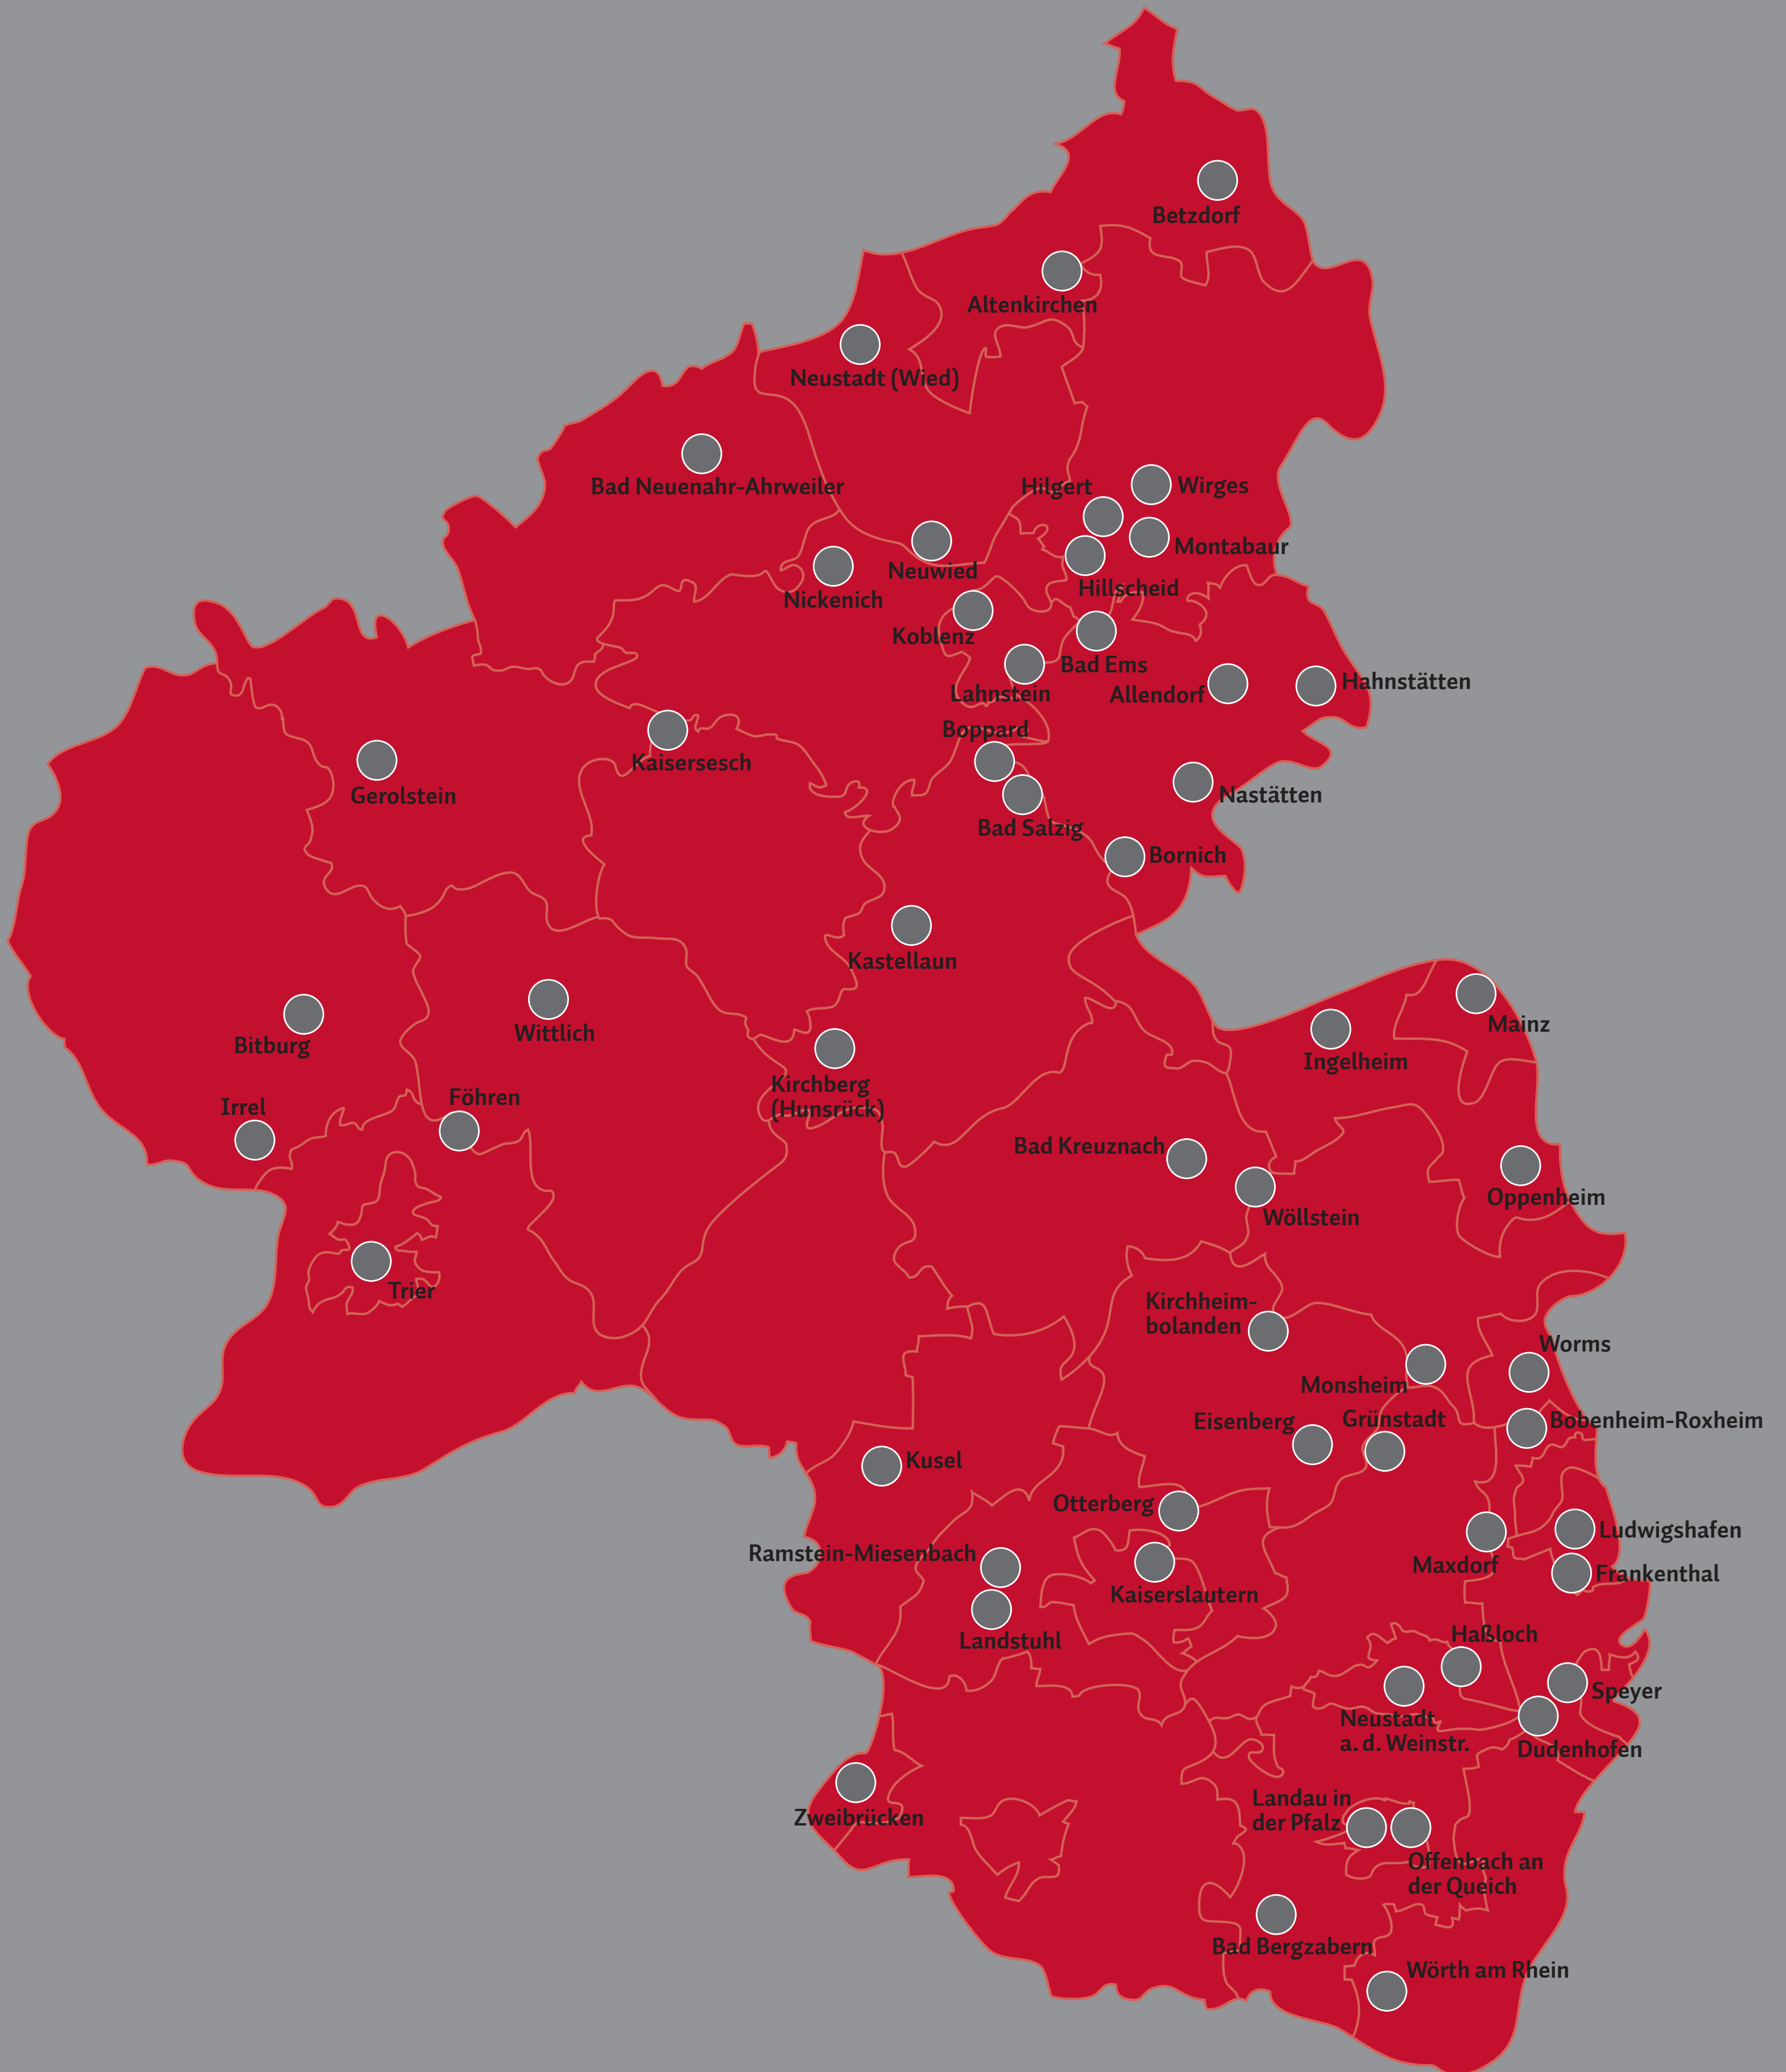 Betzdorf
Altenkirchen
Neustadt (Wied)
Bad Neuenahr-Ahrweiler
Hilgert
Wirges
Montabaur
Neuwied
Hillscheid
Nickenich
Koblenz
Bad Ems
Hahnstätten
Lahnstein
Allendorf
Boppard
Kaisersesch
Gerolstein
Nastätten
Bad Salzig
Bornich
Kastellaun
Mainz
Wittlich
Bitburg
Ingelheim
Kirchberg
(Hunsrück)
Föhren
Irrel
Bad Kreuznach
Oppenheim
Wöllstein
Trier
Kirchheim-
bolanden
Worms
Monsheim
Grünstadt
Eisenberg
Bobenheim-Roxheim
Kusel
Otterberg
Ludwigshafen
Ramstein-Miesenbach
Maxdorf
Frankenthal
Kaiserslautern
Haßloch
Landstuhl
Speyer
Neustadt
a. d. Weinstr.
Dudenhofen
Landau in
der Pfalz
Zweibrücken
Offenbach an
der Queich
Bad Bergzabern
Wörth am Rhein